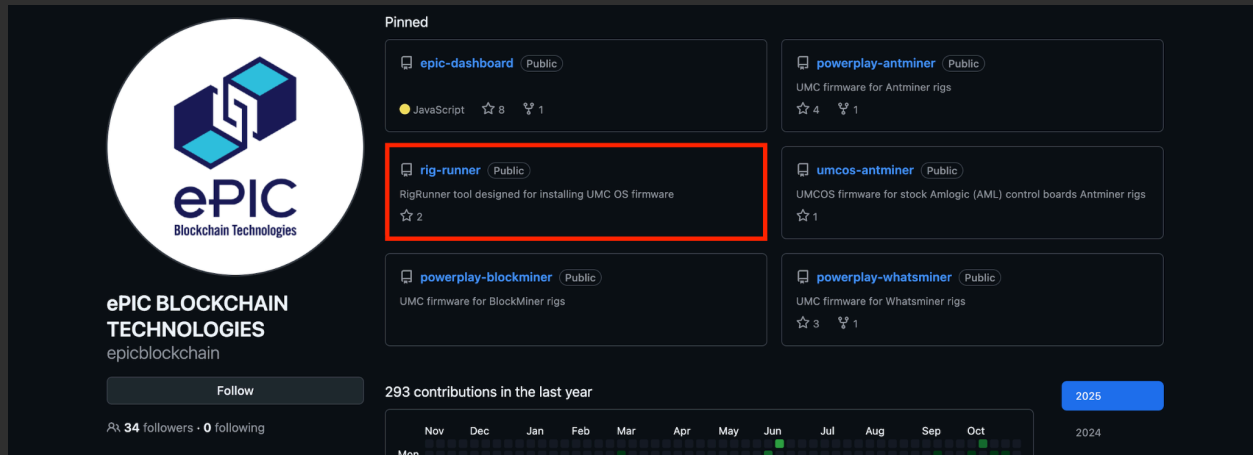 Pinned
epic-dashboard Public
JavaScript 8 1
powerplay-antminer Public
UMC firmware for Antminer rigs
4 1
rig-runner Public
RigRunner tool designed for installing UMC OS firmware
2
umcos-antminer Public
UMCOS firmware for stock Amlogic (AML) control boards Antminer rigs
1
powerplay-blockminer Public
UMC firmware for BlockMiner rigs
powerplay-whatsminer Public
UMC firmware for Whatsminer rigs
3 1
ePIC
Blockchain Technologies
ePIC BLOCKCHAIN
TECHNOLOGIES
epicblockchain
Follow
34 followers · 0 following
293 contributions in the last year
2025
2024
Nov Dec Jan Feb Mar Apr May Jun Jul Aug Sep Oct
Mon